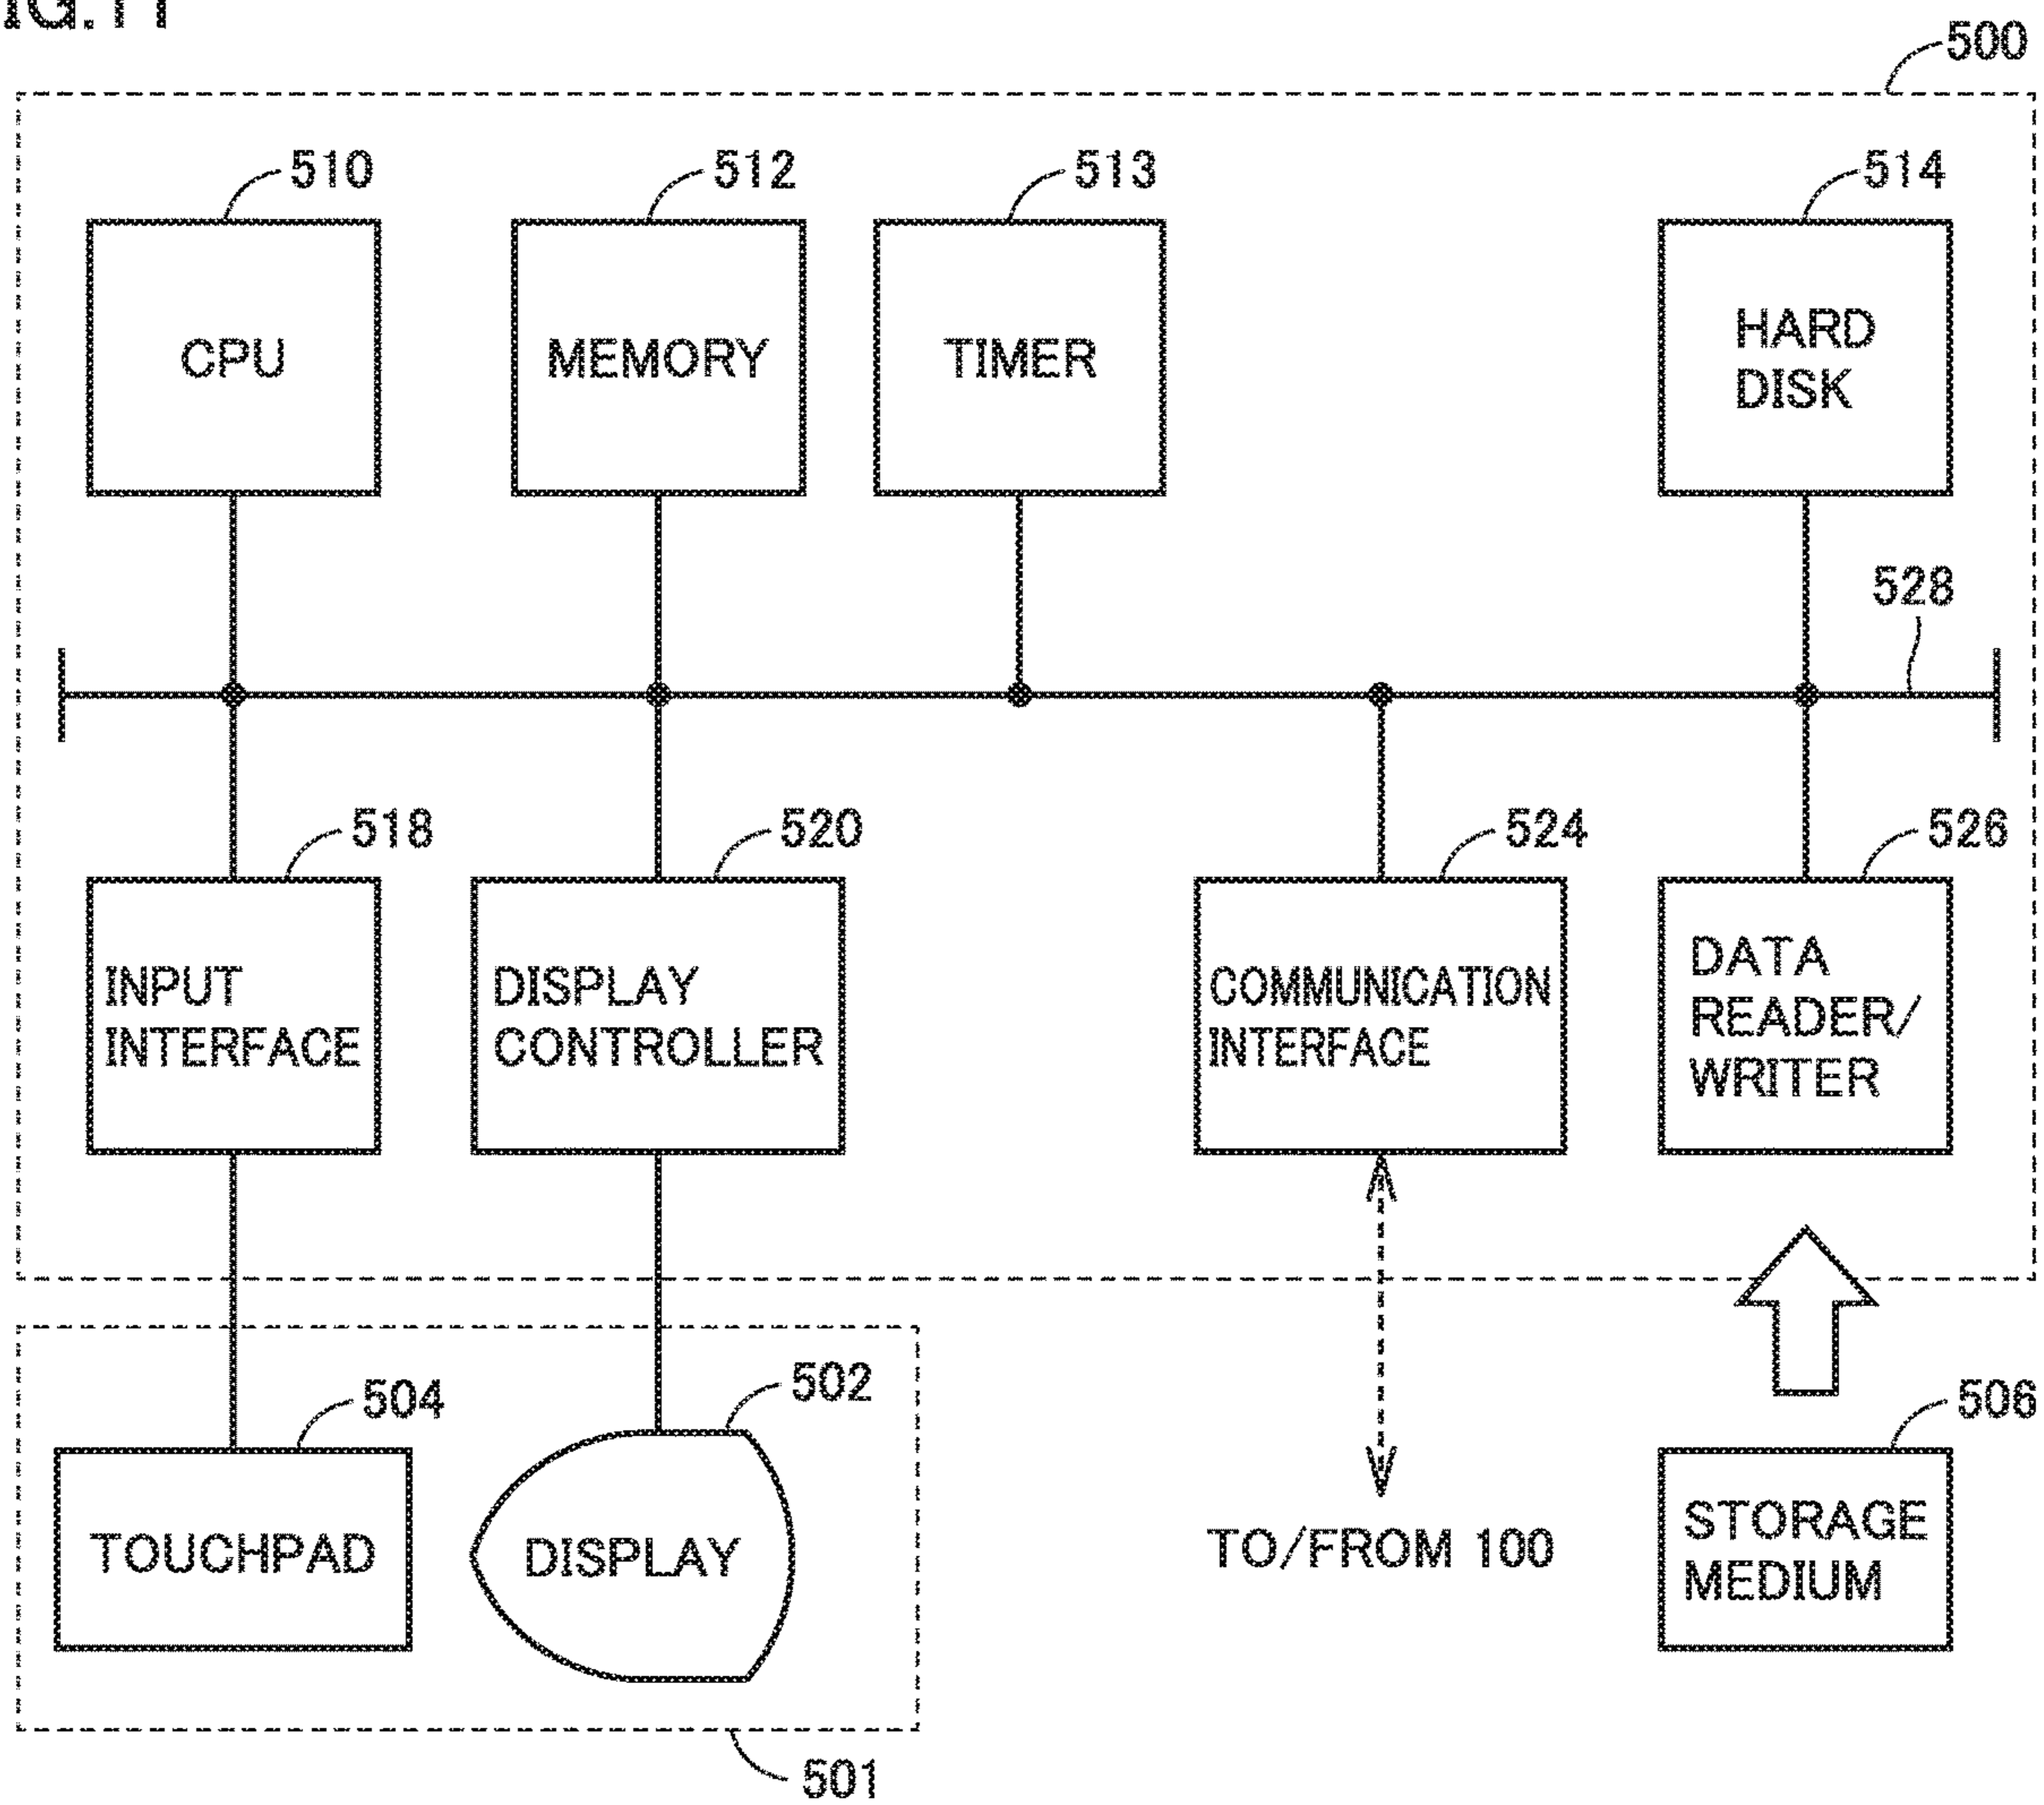 IG.11
500
510
512
513
514
CPU
MEMORY
TIMER
HARD
DISK
528
518
520
524
526
INPUT
INTERFACE
DISPLAY
CONTROLLER
COMMUNICATION
INTERFACE
DATA
READER/
WRITER
504
502
506
TOUCHPAD
DISPLAY
TO/FROM 100
STORAGE
MEDIUM
501